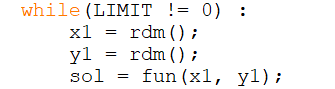 while(LIMIT != 0) :
    x1 = rdm();
    y1 = rdm();
    sol = fun(x1, y1);